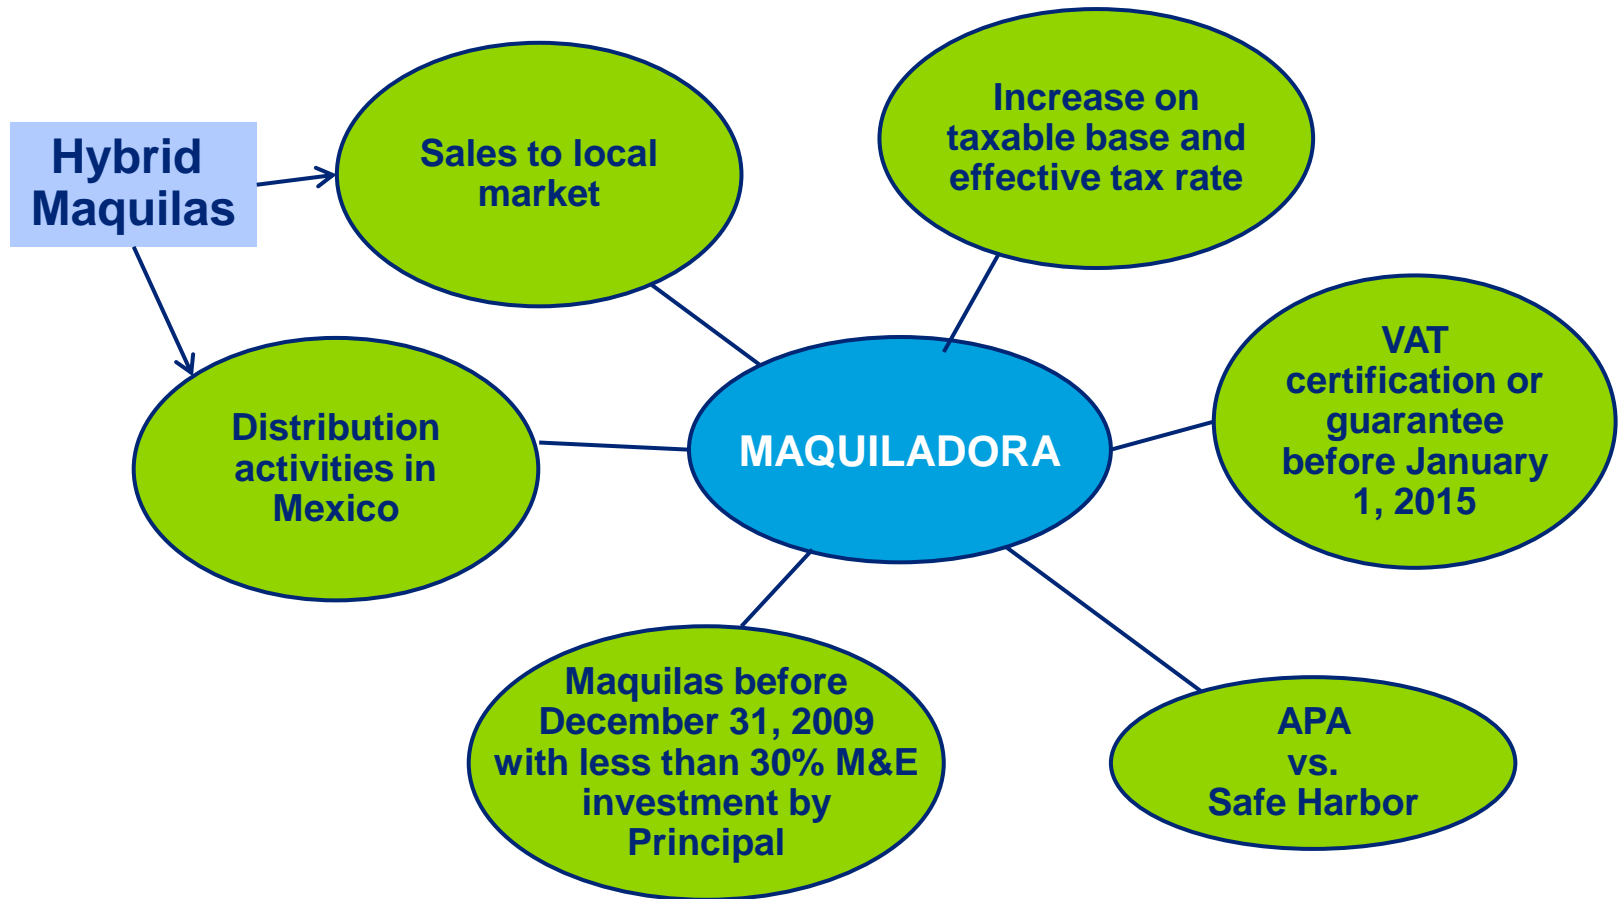 Hybrid
Maquilas
Sales to local
market
Increase on
taxable base and
effective tax rate
Distribution
activities in
Mexico
MAQUILADORA
VAT
certification or
guarantee
before January
1, 2015
Maquilas before
December 31, 2009
with less than 30% M&E
investment by
Principal
APA
vs.
Safe Harbor